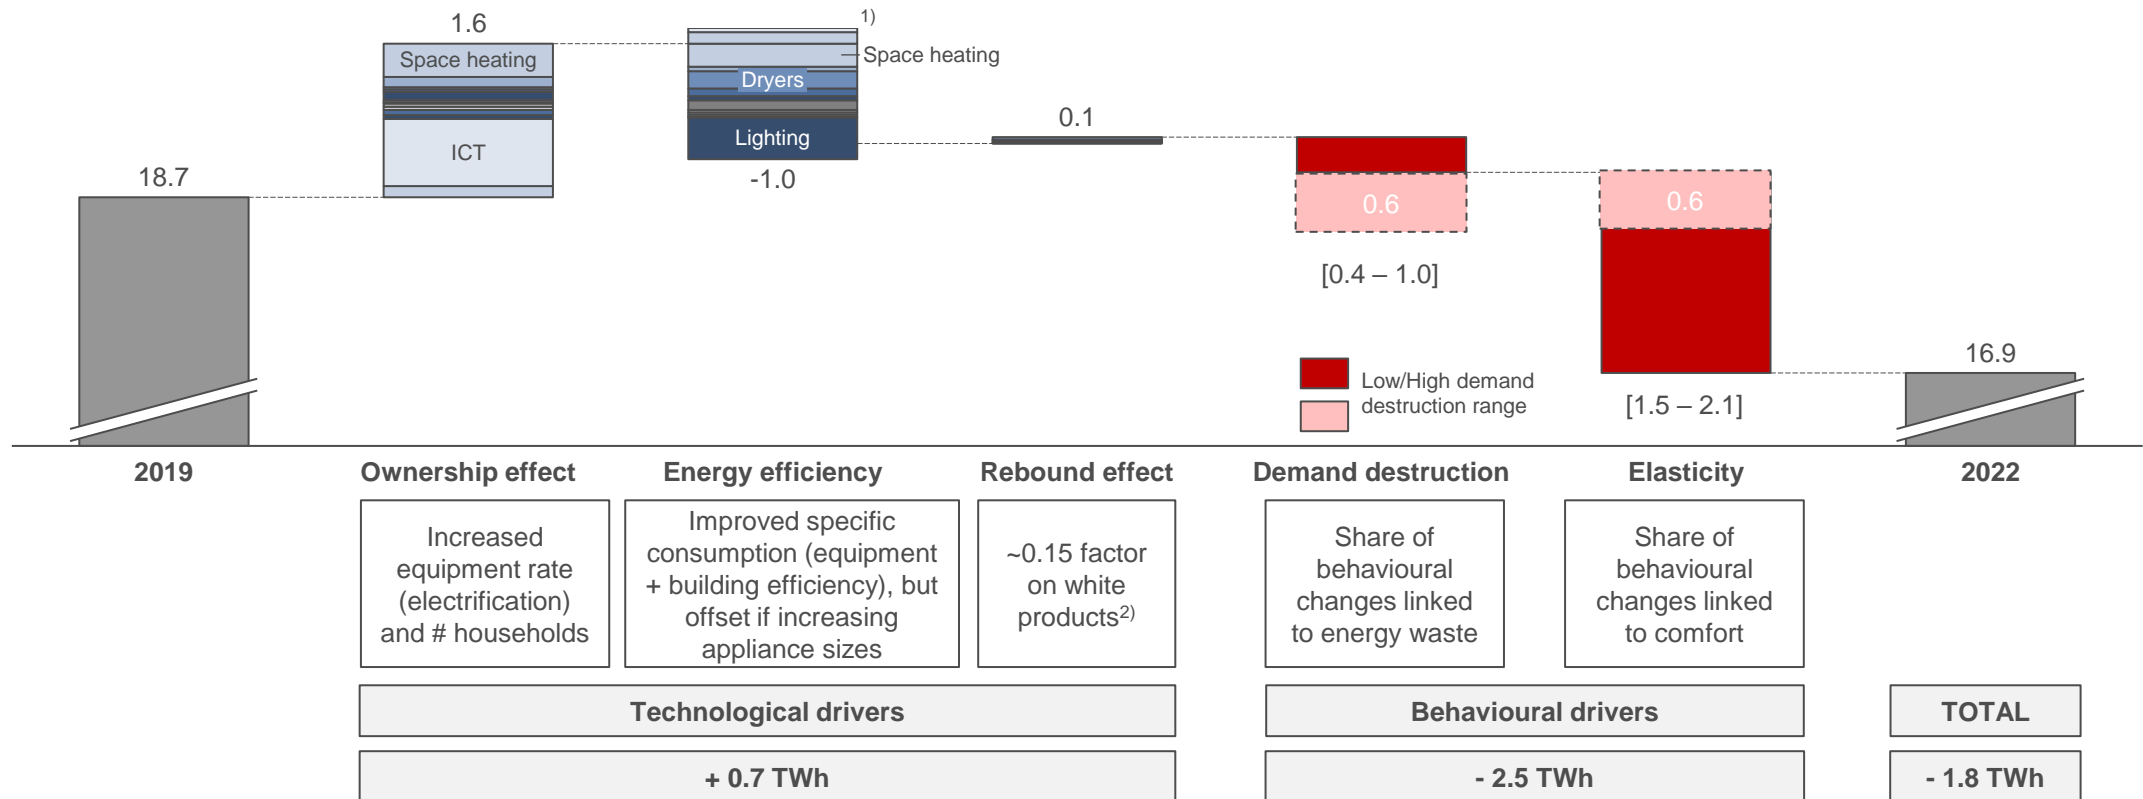 1.6
1)
Space heating
Space heating
Dryers
ICT
Lighting
0.1
-1.0
18.7
0.6
0.6
[0.4 – 1.0]
16.9
Low/High demand
destruction range
[1.5 – 2.1]
2019
Ownership effect
Energy efficiency
Rebound effect
Demand destruction
Elasticity
2022
Increased
equipment rate
(electrification)
and # households
Improved specific
consumption (equipment
+ building efficiency), but
offset if increasing
appliance sizes
~0.15 factor
on white
products2)
Share of
behavioural
changes linked
to energy waste
Share of
behavioural
changes linked
to comfort
Technological drivers
Behavioural drivers
TOTAL
+ 0.7 TWh
- 2.5 TWh
- 1.8 TWh